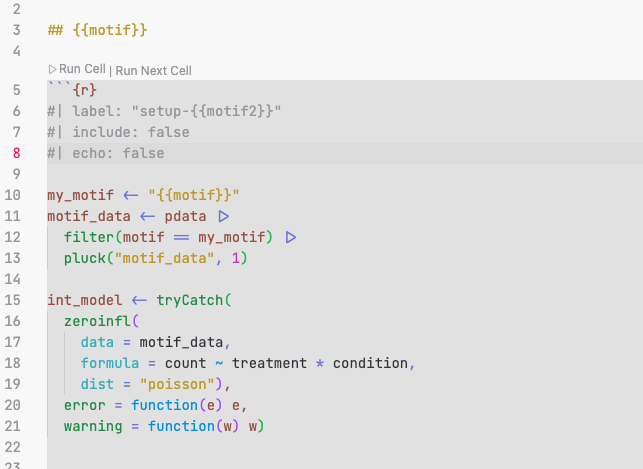 2
3 ## {{motif}}
4
Run Cell | Run Next Cell
5 ```{r}
6 #| label: "setup-{{motif2}}"
7 #| include: false
8 #| echo: false
9
10 my_motif <- "{{motif}}"
11 motif_data <- pdata |>
12   filter(motif == my_motif) |>
13   pluck("motif_data", 1)
14
15 int_model <- tryCatch(
16   zeroinfl(
17     data = motif_data,
18     formula = count ~ treatment * condition,
19     dist = "poisson"),
20   error = function(e) e,
21   warning = function(w) w)
22
23